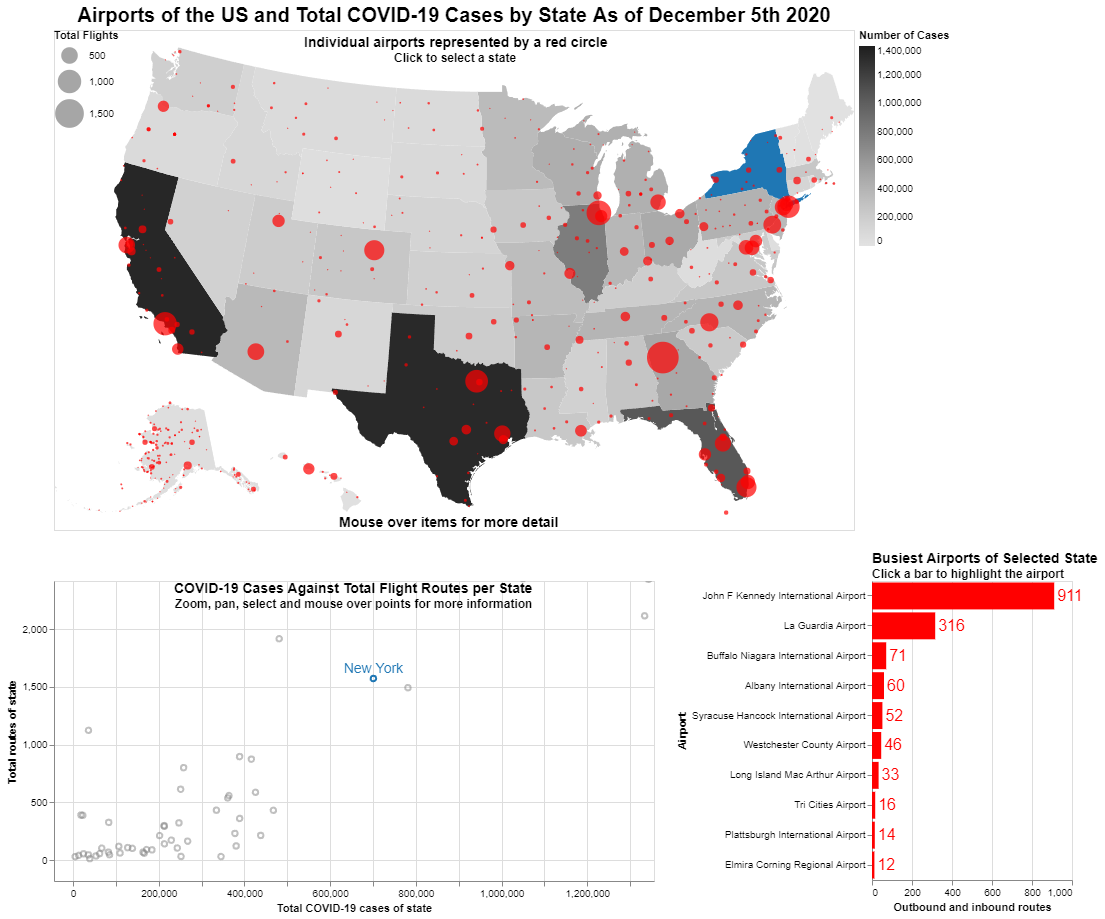 Airports of the US and Total COVID-19 Cases by State As of December 5th 2020
Total Flights
500
1,000
1,500
Individual airports represented by a red circle
Click to select a state
Number of Cases
1,400,000
1,200,000
1,000,000
800,000
600,000
400,000
200,000
0
Mouse over items for more detail
COVID-19 Cases Against Total Flight Routes per State
Zoom, pan, select and mouse over points for more information
Total routes of state
2,000
1,500
1,000
500
0
New York
0
200,000
400,000
600,000
800,000
1,000,000
1,200,000
Total COVID-19 cases of state
Busiest Airports of Selected State
Click a bar to highlight the airport
Airport
John F Kennedy International Airport 911
La Guardia Airport 316
Buffalo Niagara International Airport 71
Albany International Airport 60
Syracuse Hancock International Airport 52
Westchester County Airport 46
Long Island Mac Arthur Airport 33
Tri Cities Airport 16
Plattsburgh International Airport 14
Elmira Corning Regional Airport 12
0 200 400 600 800 1,000
Outbound and inbound routes